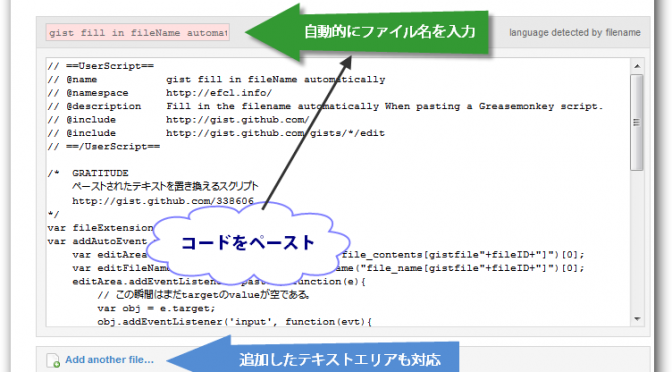 gist fill in fileName automat
自動的にファイル名を入力
language detected by filename
// ==UserScript==
// @name gist fill in fileName automatically
// @namespace http://efcl.info/
// @description Fill in the filename automatically When pasting a Greasemonkey script.
// @include http://gist.github.com/
// @include http://gist.github.com/gists/*/edit
// ==/UserScript==
/* GRATITUDE
ペーストされたテキストを置き換えるスクリプト
http://gist.github.com/338606
*/
var fileExtension
var addAutoEvent
コードをペースト
var editArea file_contents[gistfile"+fileID+"]")[0];
var editFileName ame("file_name[gistfile"+fileID+"]")[0];
editArea.addEventListener past function(e){
// この瞬間はまだtargetのvalueが空である。
var obj = e.target;
obj.addEventListener('input', function(evt){
Add another file...
追加したテキストエリアも対応